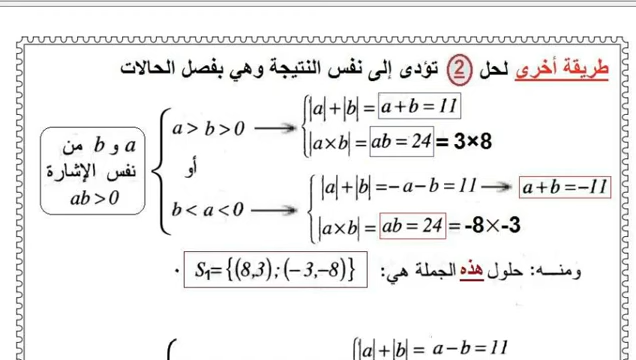 طريقة أخرى لحل (2) تؤدى إلى نفس النتيجة وهي بفصل الحالات
a و b من
نفس الإشارة
ab>0
a > b > 0 ⟶ |a|+|b| = a+b = 11
|a×b| = ab = 24 = 3×8
أو
b < a < 0 ⟶ |a|+|b| = -a-b = 11 ⟶ a+b = -11
|a×b| = ab = 24 = -8×-3
ومنـــه: حلول هذه الجملة هي: S₁={(8,3);(-3,-8)} ·
|a|+|b| = a-b = 11